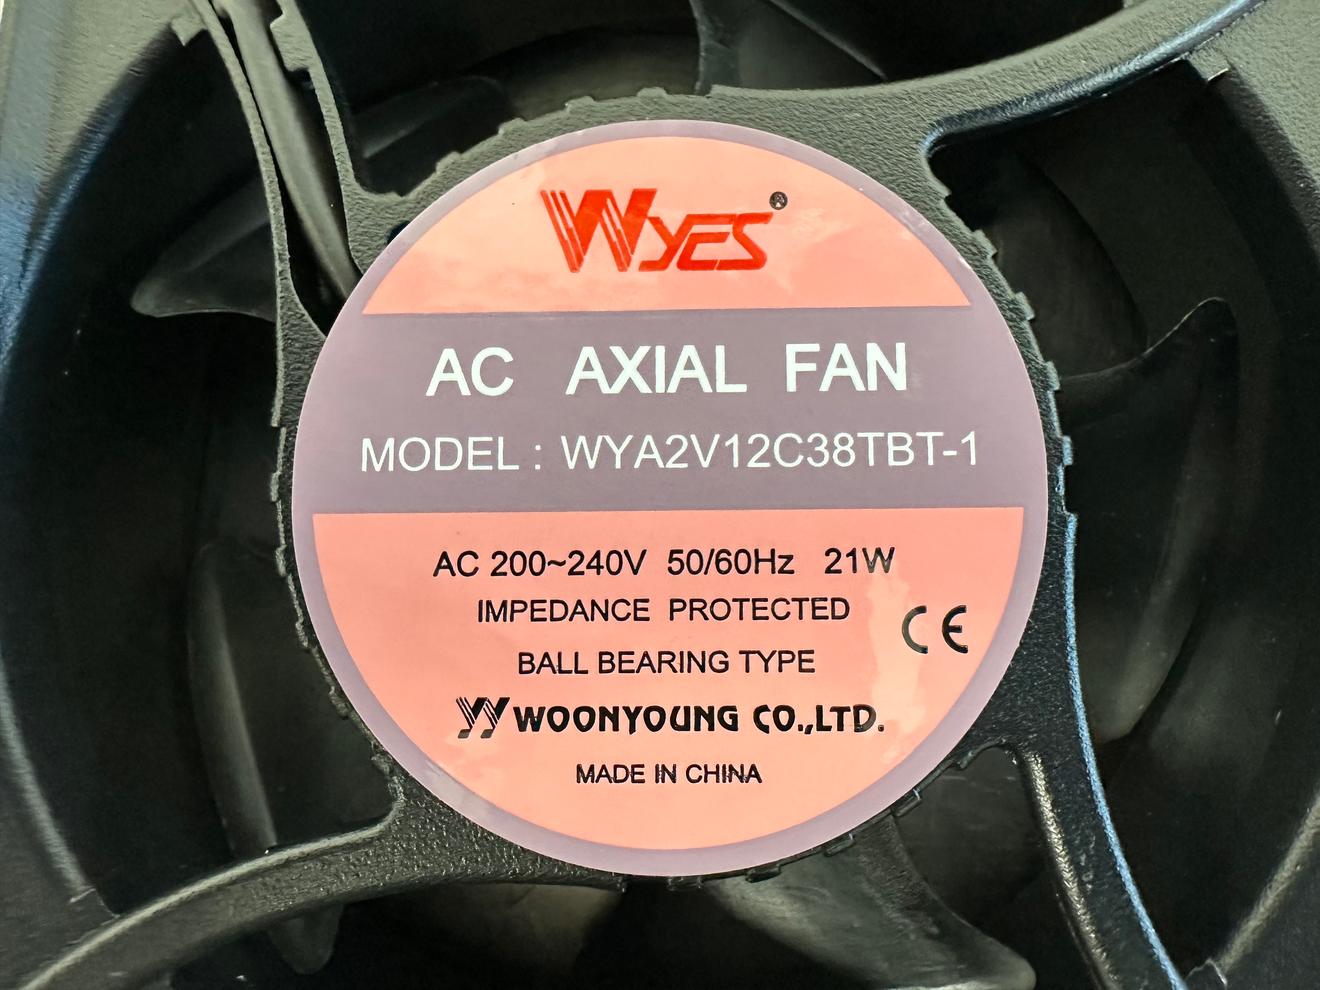 WYES®
AC AXIAL FAN
MODEL : WYA2V12C38TBT-1
AC 200~240V 50/60Hz 21W
IMPEDANCE PROTECTED
CE
BALL BEARING TYPE
WOONYOUNG CO.,LTD.
MADE IN CHINA